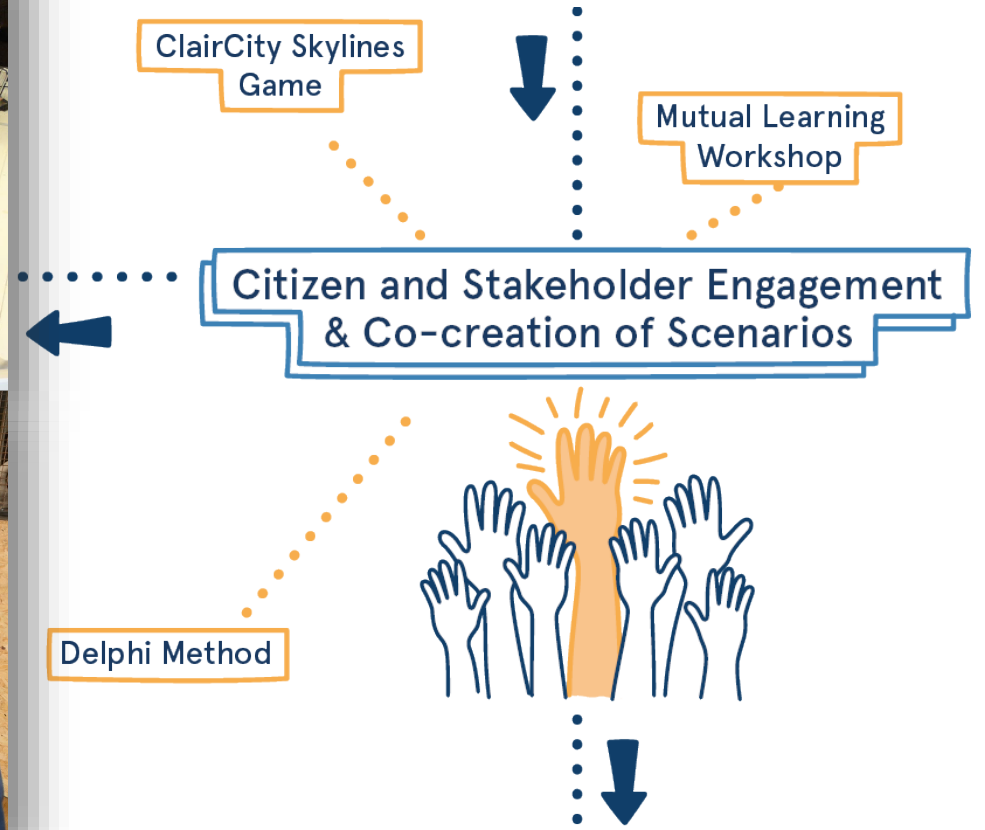 ClairCity Skylines
Game
Mutual Learning
Workshop
Citizen and Stakeholder Engagement
& Co-creation of Scenarios
Delphi Method